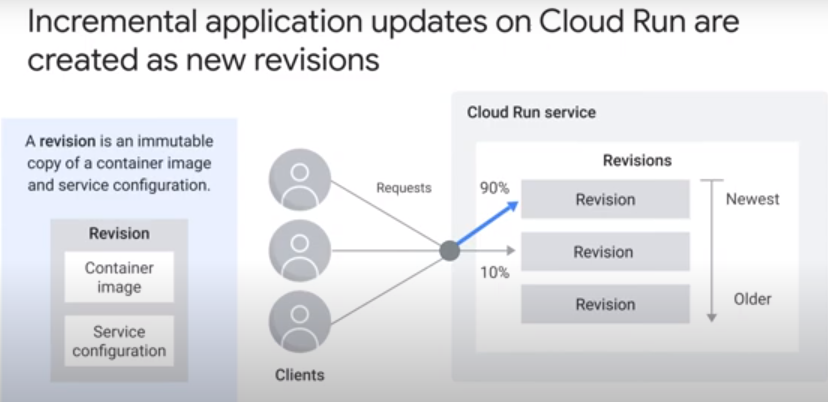 Incremental application updates on Cloud Run are
created as new revisions
A revision is an immutable
copy of a container image
and service configuration.
Revision
Container
image
Service
configuration
Requests
Clients
Cloud Run service
Revisions
90%
Revision
Newest
Revision
10%
Revision
Older